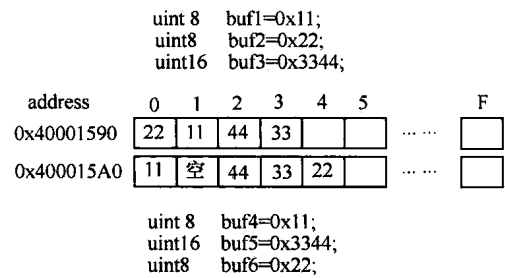 uint 8 buf1=0x11;
uint8 buf2=0x22;
uint16 buf3=0x3344;
address 0 1 2 3 4 5 F
0x40001590 22 11 44 33 ... ...
0x400015A0 11 空 44 33 22 ... ...
uint 8 buf4=0x11;
uint16 buf5=0x3344;
uint8 buf6=0x22;